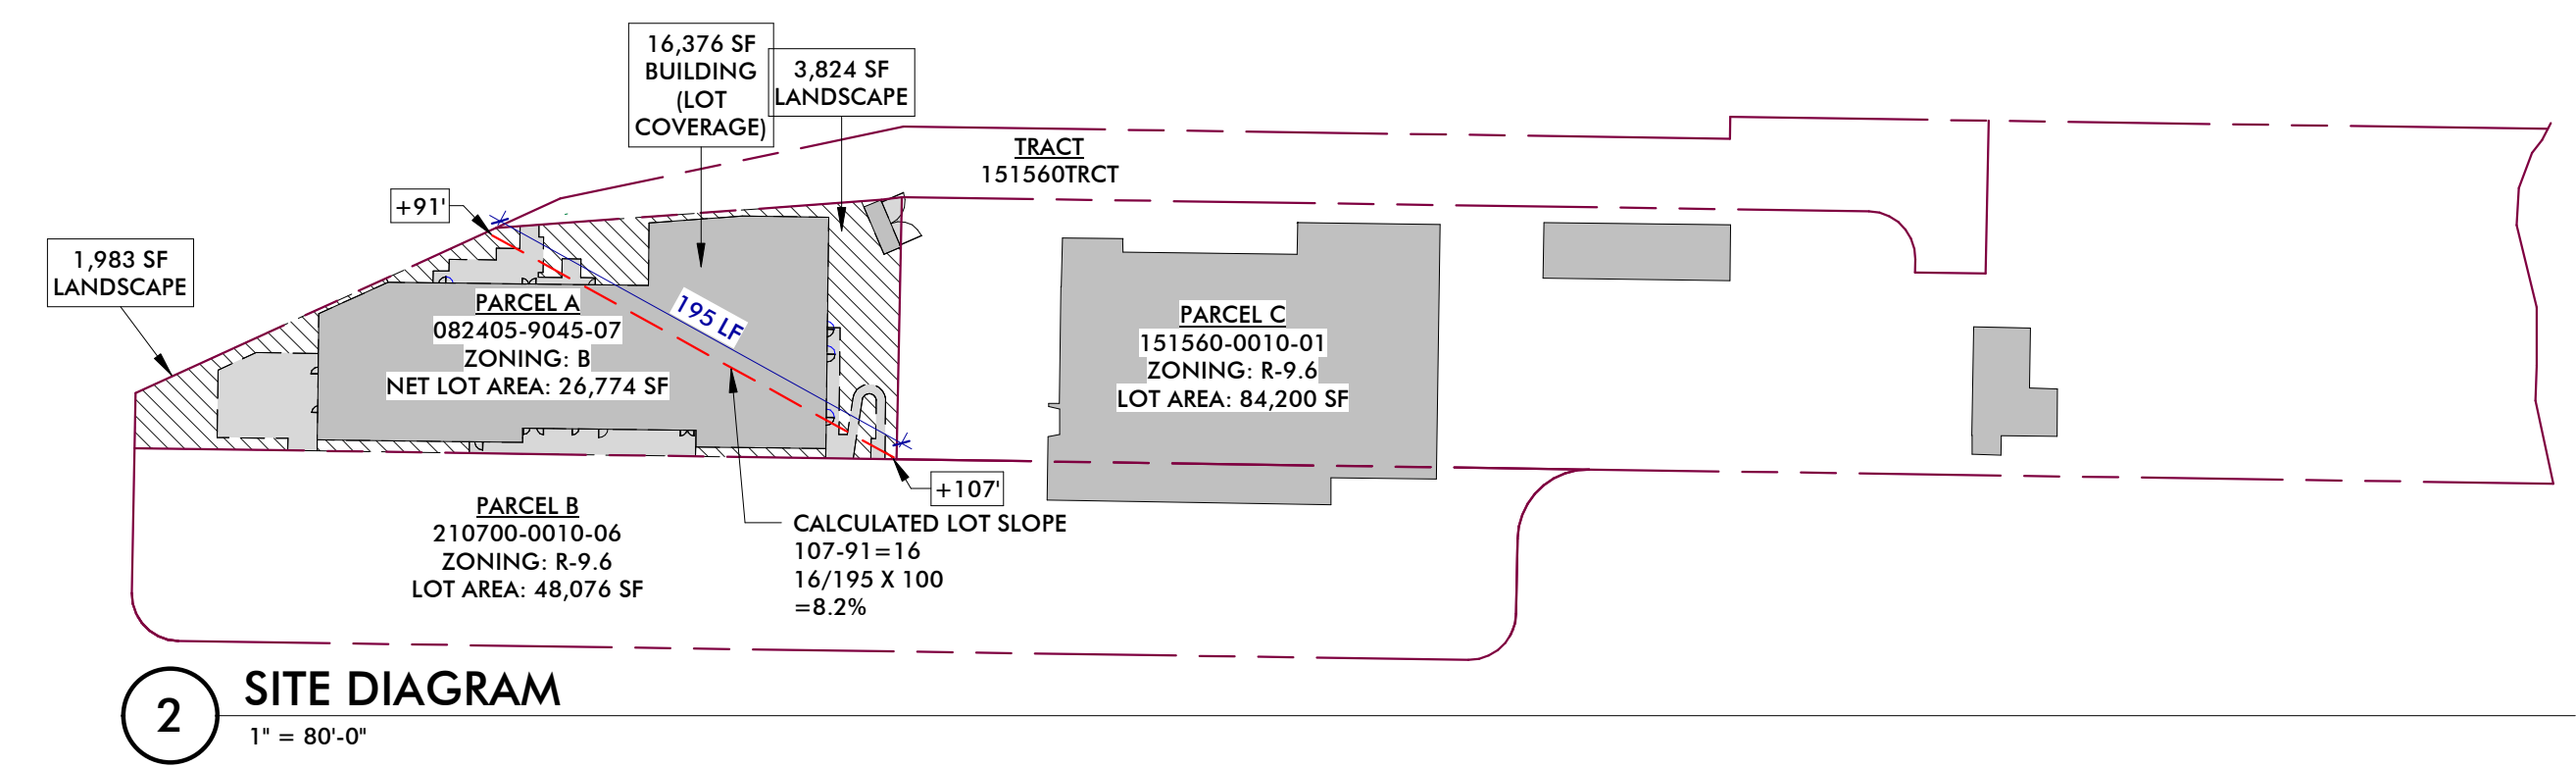 16,376 SF
BUILDING
(LOT
COVERAGE)
3,824 SF
LANDSCAPE
TRACT
151560TRCT
+91'
1,983 SF
LANDSCAPE
195 LF
PARCEL A
082405-9045-07
ZONING: B
NET LOT AREA: 26,774 SF
PARCEL C
151560-0010-01
ZONING: R-9.6
LOT AREA: 84,200 SF
+107'
PARCEL B
210700-0010-06
ZONING: R-9.6
LOT AREA: 48,076 SF
CALCULATED LOT SLOPE
107-91=16
16/195 X 100
=8.2%
2
SITE DIAGRAM
1" = 80'-0"